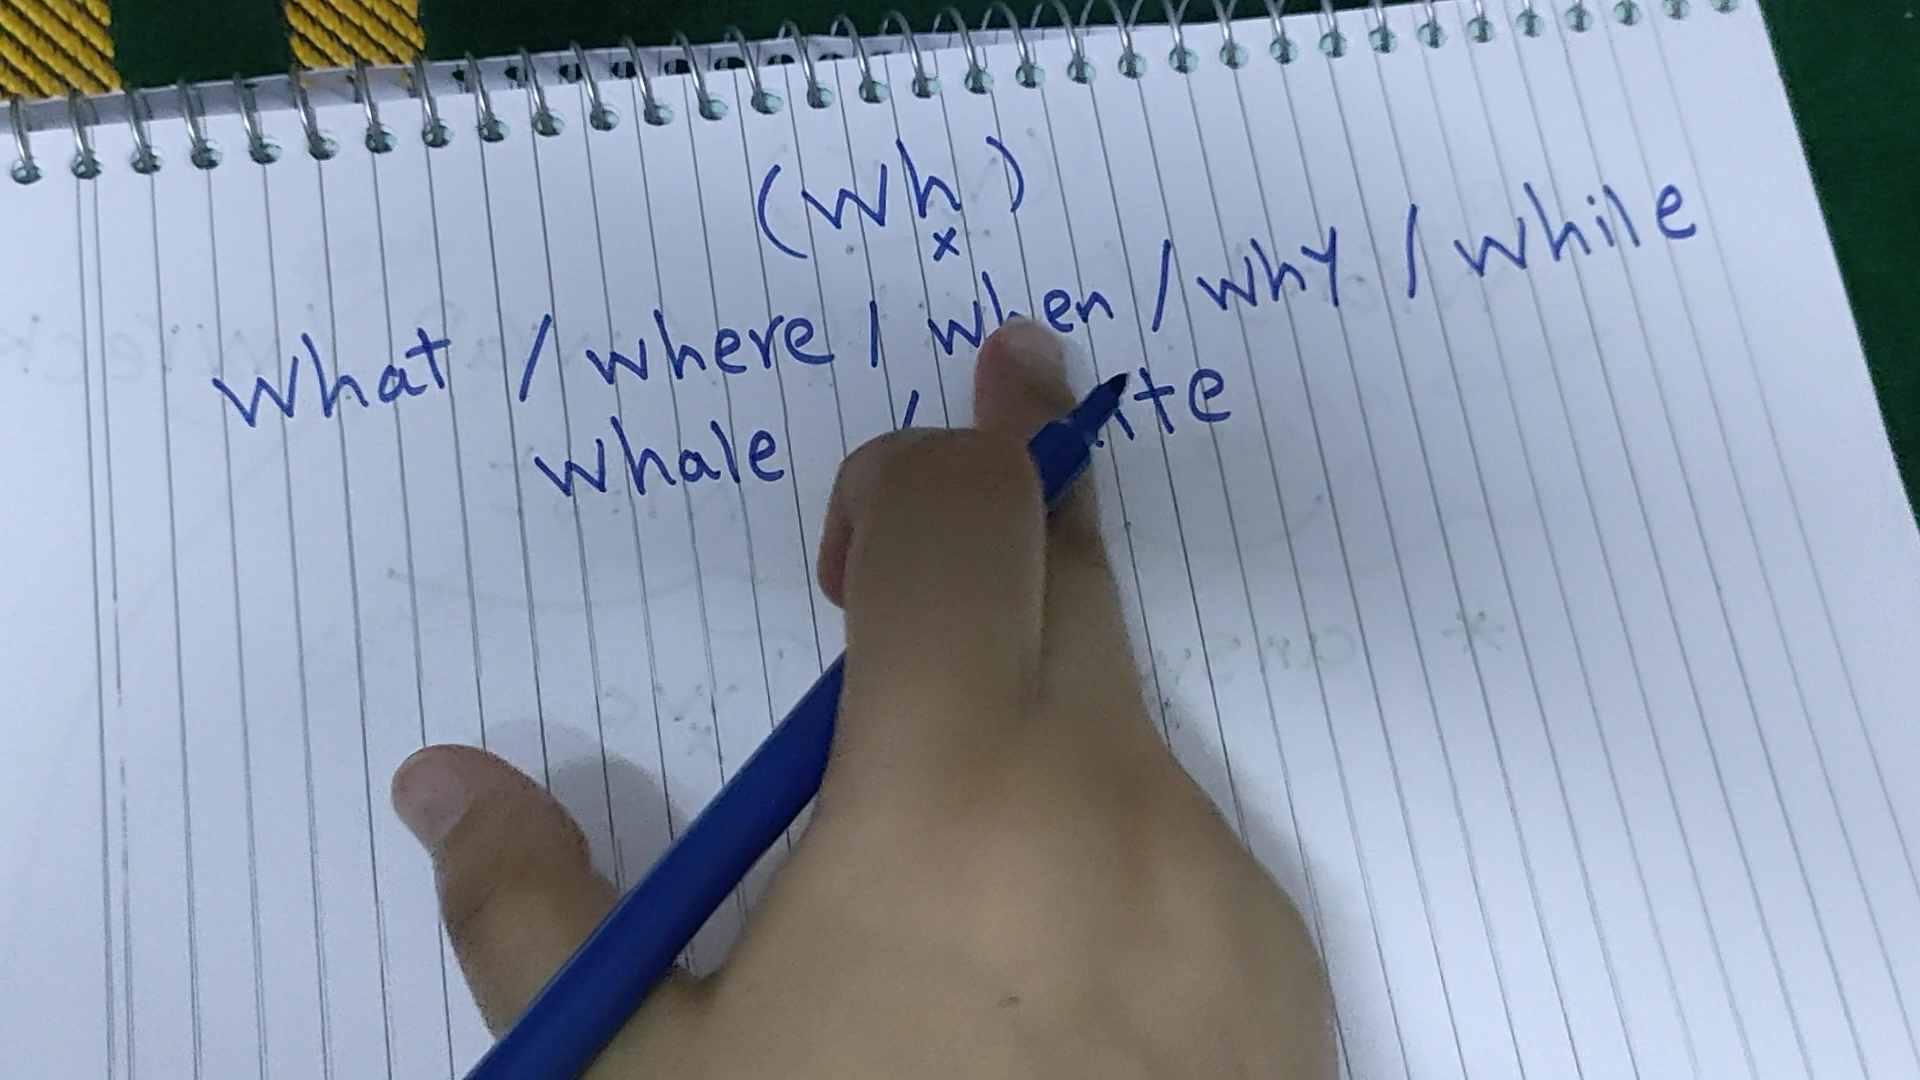 (wh)
x
what / where / when / why / while
whale /